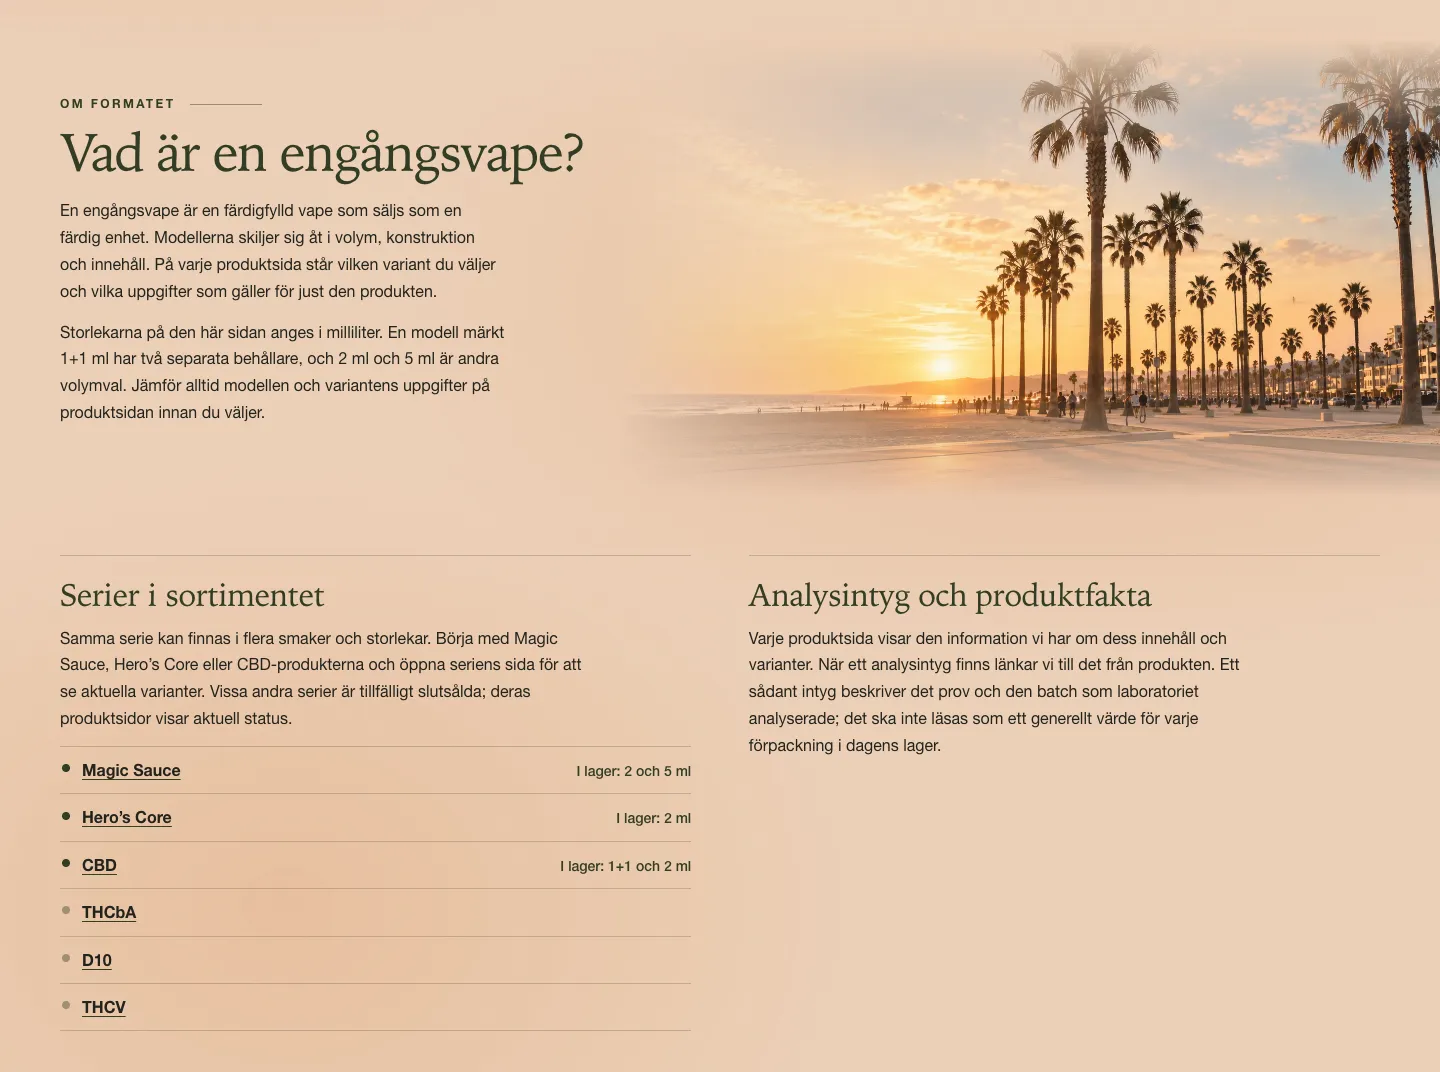 OM FORMATET
Vad är en engångsvape?
En engångsvape är en färdigfylld vape som säljs som en
färdig enhet. Modellerna skiljer sig åt i volym, konstruktion
och innehåll. På varje produktsida står vilken variant du väljer
och vilka uppgifter som gäller för just den produkten.
Storlekarna på den här sidan anges i milliliter. En modell märkt
1+1 ml har två separata behållare, och 2 ml och 5 ml är andra
volymval. Jämför alltid modellen och variantens uppgifter på
produktsidan innan du väljer.
Serier i sortimentet
Samma serie kan finnas i flera smaker och storlekar. Börja med Magic
Sauce, Hero’s Core eller CBD-produkterna och öppna seriens sida för att
se aktuella varianter. Vissa andra serier är tillfälligt slutsålda; deras
produktsidor visar aktuell status.
Magic Sauce I lager: 2 och 5 ml
Hero’s Core I lager: 2 ml
CBD I lager: 1+1 och 2 ml
THCbA
D10
THCV
Analysintyg och produktfakta
Varje produktsida visar den information vi har om dess innehåll och
varianter. När ett analysintyg finns länkar vi till det från produkten. Ett
sådant intyg beskriver det prov och den batch som laboratoriet
analyserade; det ska inte läsas som ett generellt värde för varje
förpackning i dagens lager.